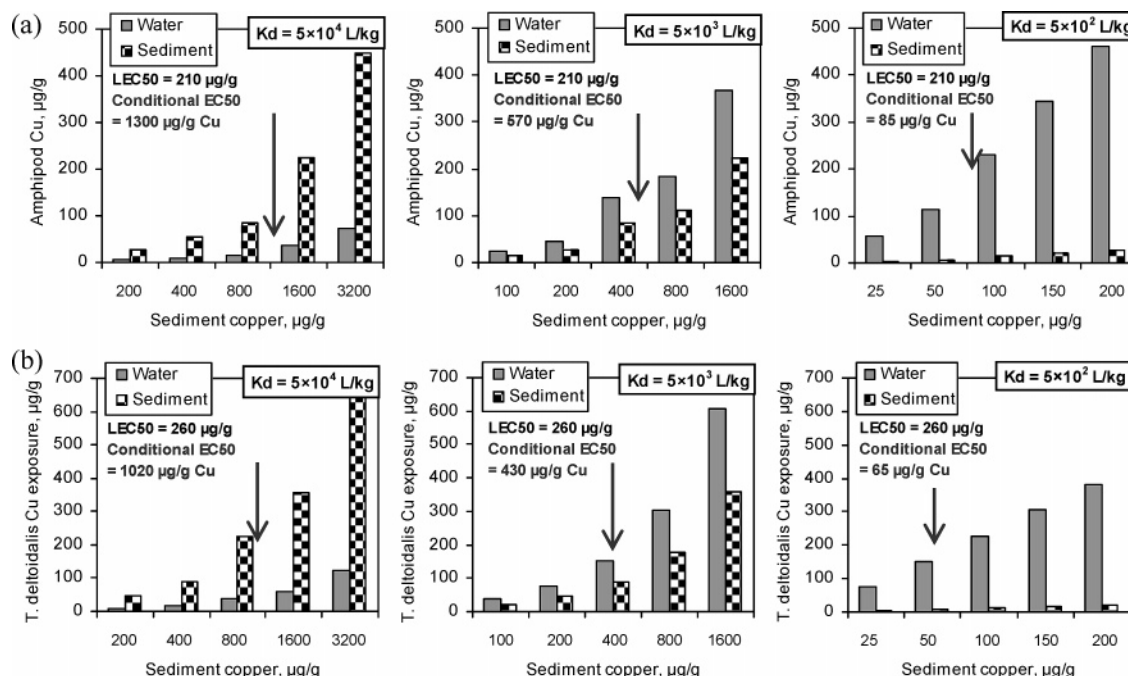 (a)
Amphipod Cu, µg/g
500
400
300
200
100
0
Water
Sediment
Kd = 5×10⁴ L/kg
LEC50 = 210 µg/g
Conditional EC50
= 1300 µg/g Cu
200 400 800 1600 3200
Sediment copper, µg/g
Amphipod Cu, µg/g
500
400
300
200
100
0
Water
Sediment
Kd = 5×10³ L/kg
LEC50 = 210 µg/g
Conditional EC50
= 570 µg/g Cu
100 200 400 800 1600
Sediment copper, µg/g
Amphipod Cu, µg/g
500
400
300
200
100
0
Water
Sediment
Kd = 5×10² L/kg
LEC50 = 210 µg/g
Conditional EC50
= 85 µg/g Cu
25 50 100 150 200
Sediment copper, µg/g
(b)
T. deltoidalis Cu exposure, µg/g
700
600
500
400
300
200
100
0
Water
Sediment
Kd = 5×10⁴ L/kg
LEC50 = 260 µg/g
Conditional EC50
= 1020 µg/g Cu
200 400 800 1600 3200
Sediment copper, µg/g
T. deltoidalis Cu exposure, µg/g
700
600
500
400
300
200
100
0
Water
Sediment
Kd = 5×10³ L/kg
LEC50 = 260 µg/g
Conditional EC50
= 430 µg/g Cu
100 200 400 800 1600
Sediment copper, µg/g
T. deltoidalis Cu exposure, µg/g
700
600
500
400
300
200
100
0
Water
Sediment
Kd = 5×10² L/kg
LEC50 = 260 µg/g
Conditional EC50
= 65 µg/g Cu
25 50 100 150 200
Sediment copper, µg/g